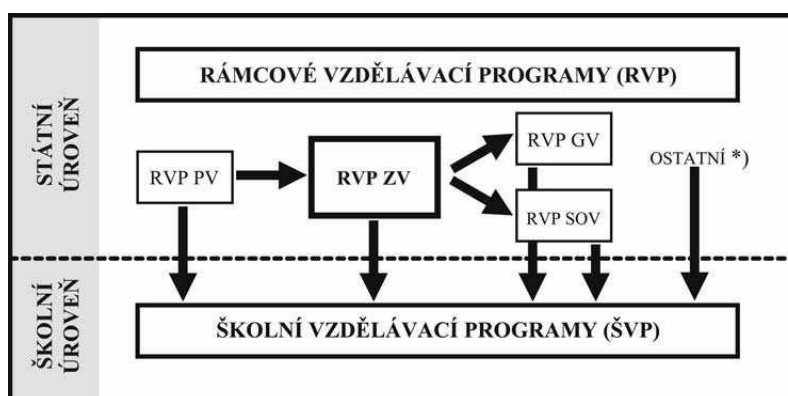 STÁTNÍ
ÚROVEŇ
RÁMCOVÉ VZDĚLÁVACÍ PROGRAMY (RVP)
RVP PV
RVP ZV
RVP GV
RVP SOV
OSTATNÍ *)
ŠKOLNÍ
ÚROVEŇ
ŠKOLNÍ VZDĚLÁVACÍ PROGRAMY (ŠVP)